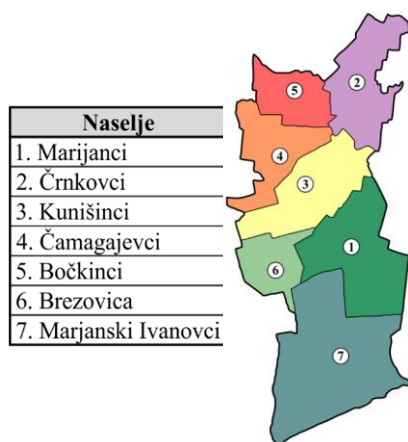 Naselje
1. Marijanci
2. Črnkovci
3. Kunišinci
4. Čamagajevci
5. Bočkinci
6. Brezovica
7. Marjanski Ivanovci
2
5
4
3
1
6
7